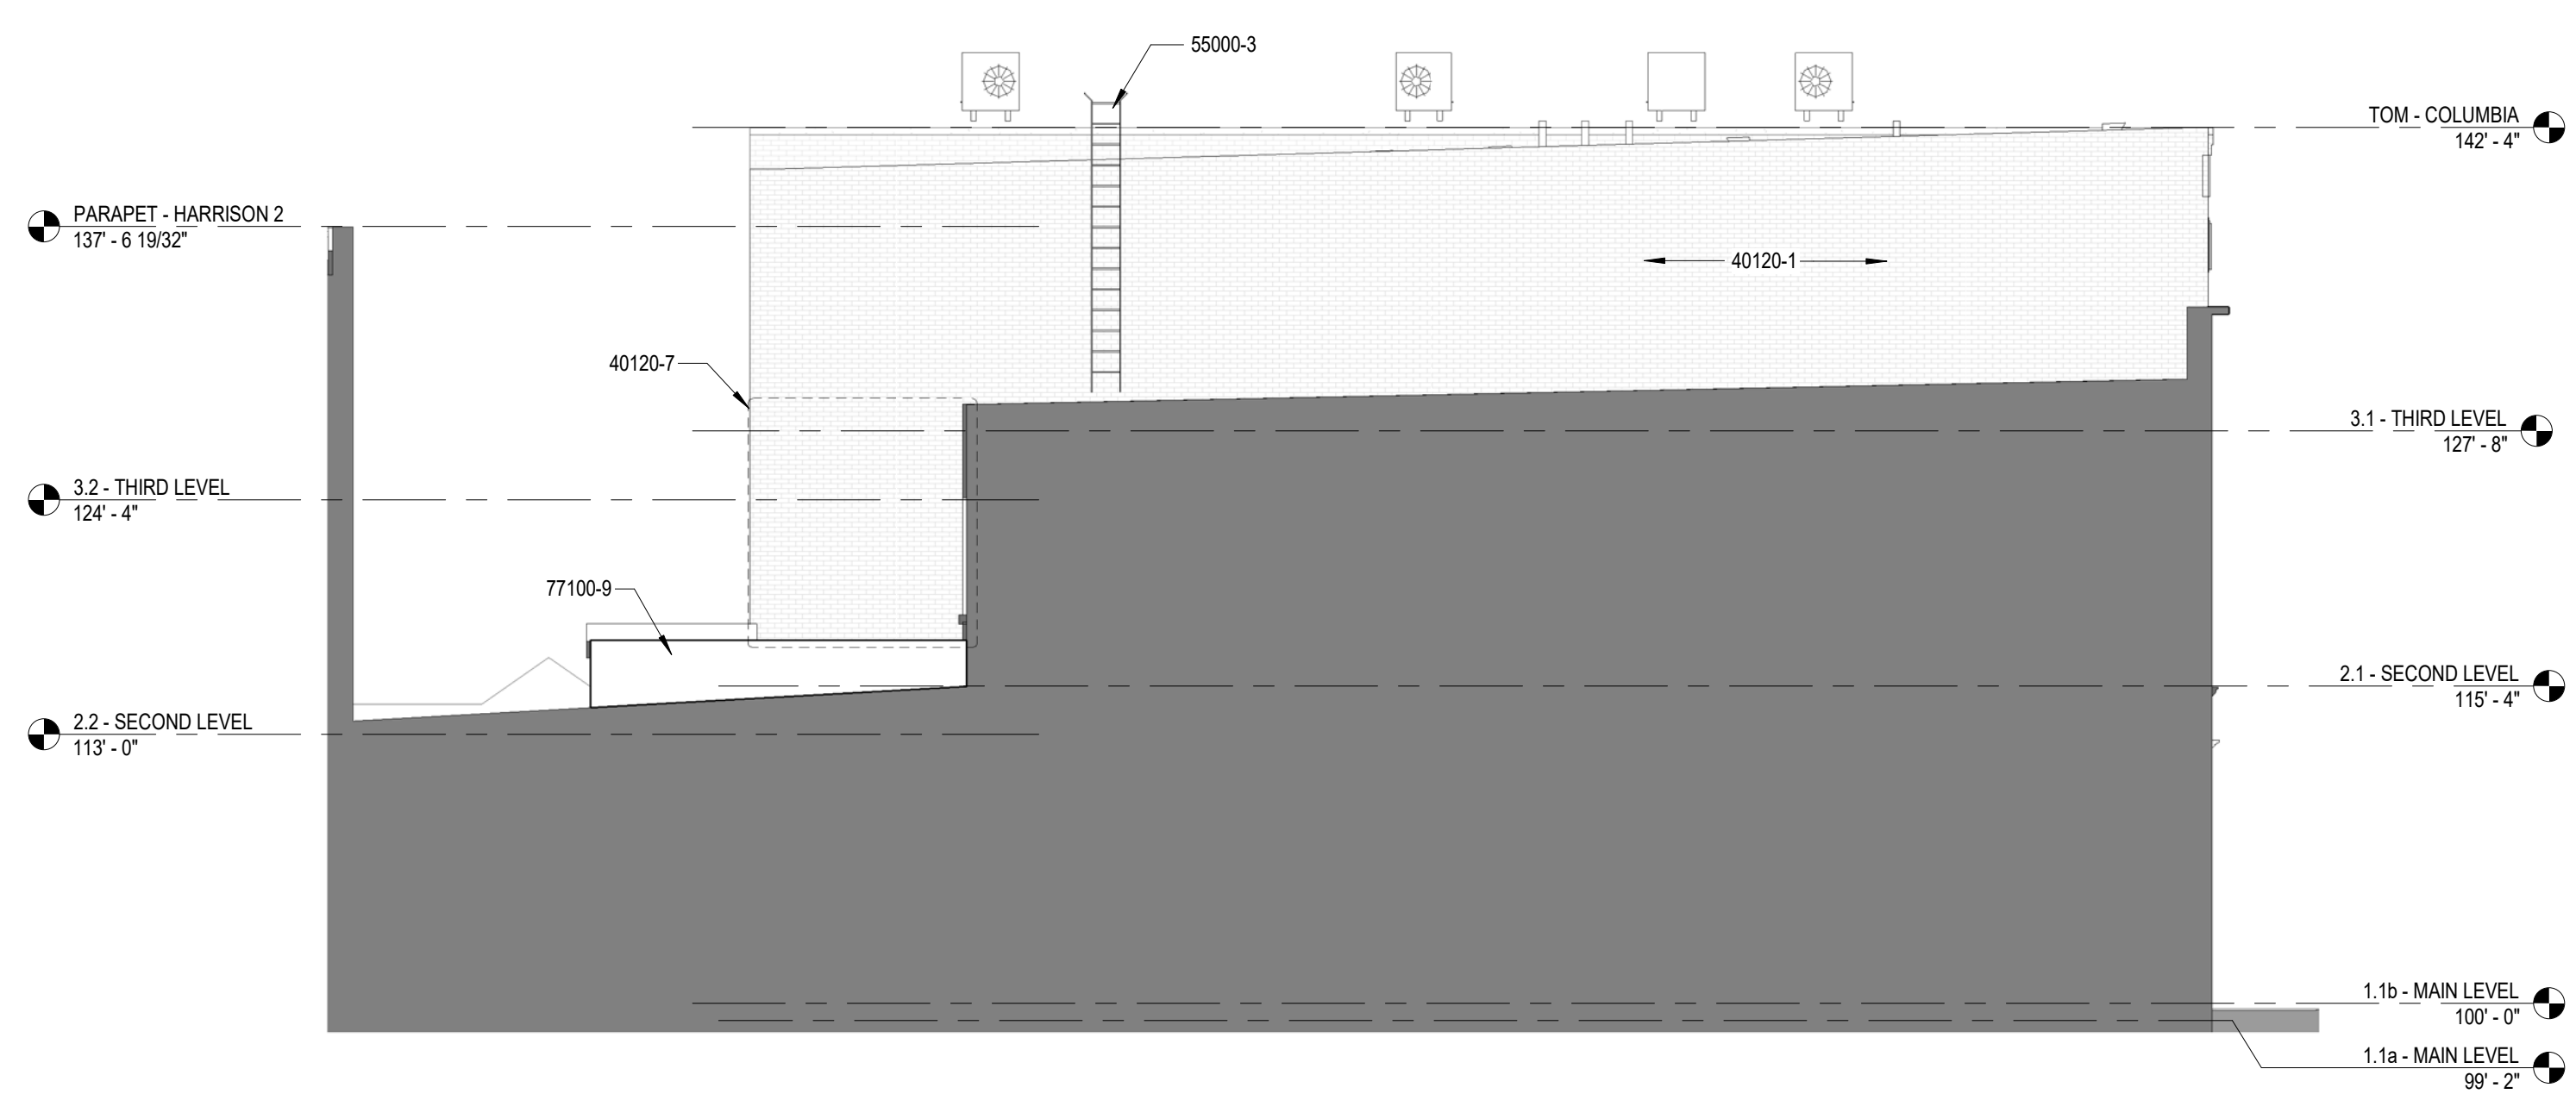 55000-3
TOM - COLUMBIA
142' - 4"
PARAPET - HARRISON 2
137' - 6 19/32"
40120-1
40120-7
3.1 - THIRD LEVEL
127' - 8"
3.2 - THIRD LEVEL
124' - 4"
77100-9
2.1 - SECOND LEVEL
115' - 4"
2.2 - SECOND LEVEL
113' - 0"
1.1b - MAIN LEVEL
100' - 0"
1.1a - MAIN LEVEL
99' - 2"